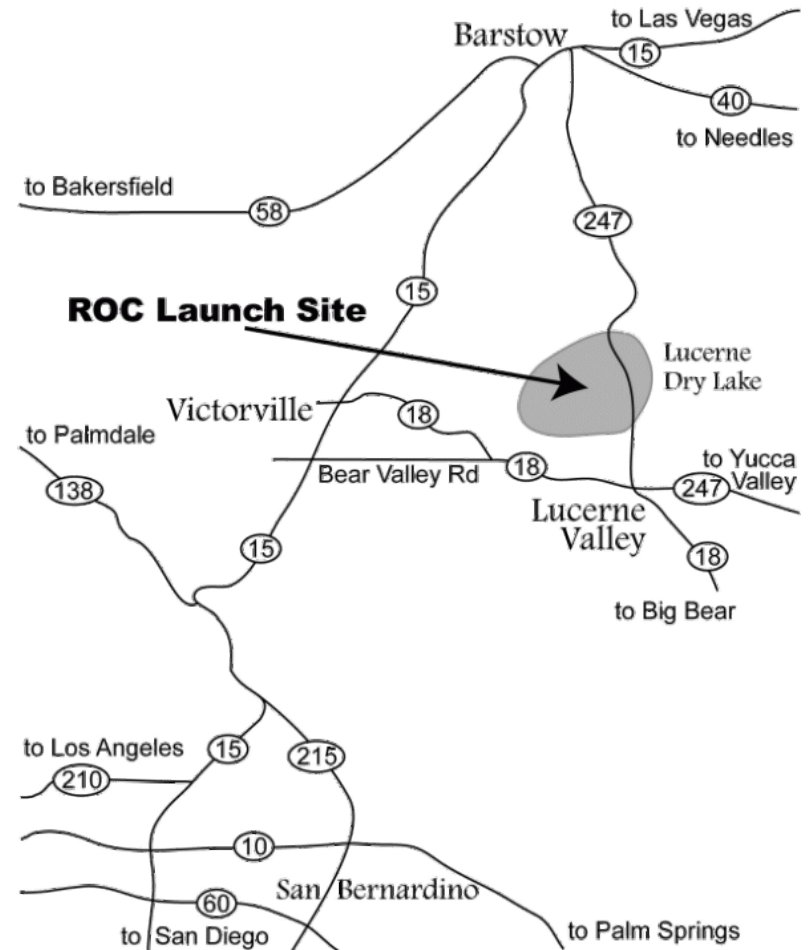 to Las Vegas
Barstow
15
40
to Needles
to Bakersfield
58
247
15
ROC Launch Site
Lucerne
Dry Lake
Victorville
18
to Palmdale
138
Bear Valley Rd
18
to Yucca
Valley
247
Lucerne
Valley
15
18
to Big Bear
to Los Angeles
15
215
210
10
San Bernardino
60
to San Diego
to Palm Springs